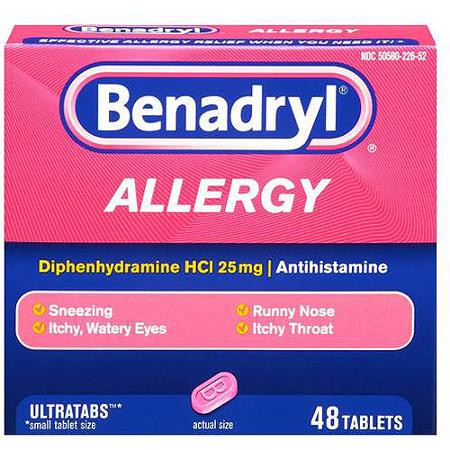 EFFECTIVE ALLERGY RELIEF WHEN YOU NEED IT!
NDC 50580-226-52
Benadryl®
®
ALLERGY
Diphenhydramine HCl 25mg | Antihistamine
Sneezing
Itchy, Watery Eyes
Runny Nose
Itchy Throat
ULTRATABS™*
*small tablet size
B
actual size
48 TABLETS